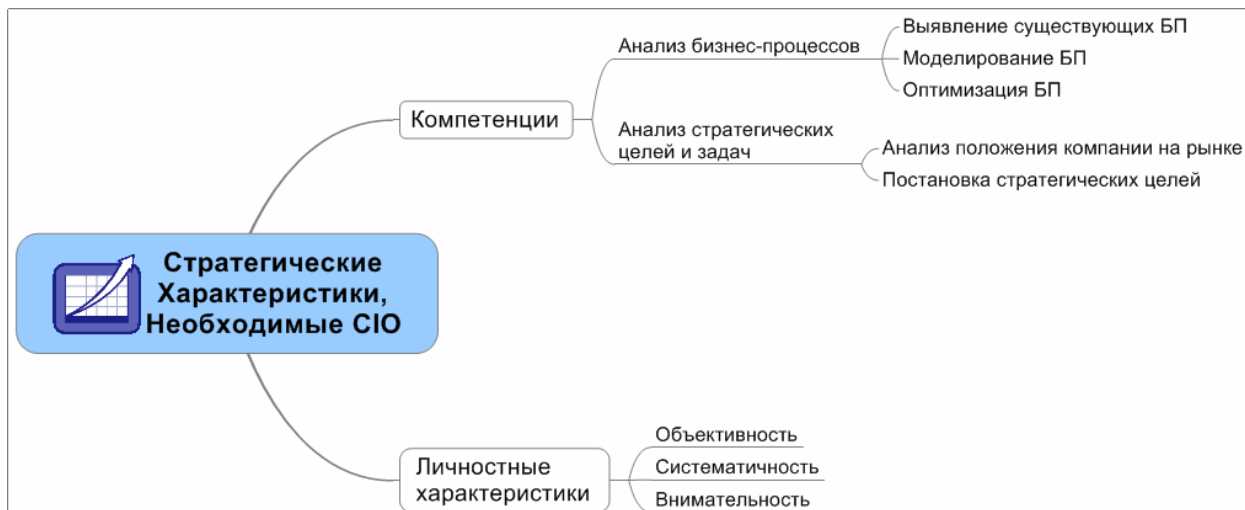 Выявление существующих БП
Анализ бизнес-процессов
Моделирование БП
Оптимизация БП
Компетенции
Анализ стратегических
целей и задач
Анализ положения компании на рынке
Постановка стратегических целей
Стратегические
Характеристики,
Необходимые CIO
Личностные
характеристики
Объективность
Систематичность
Внимательность